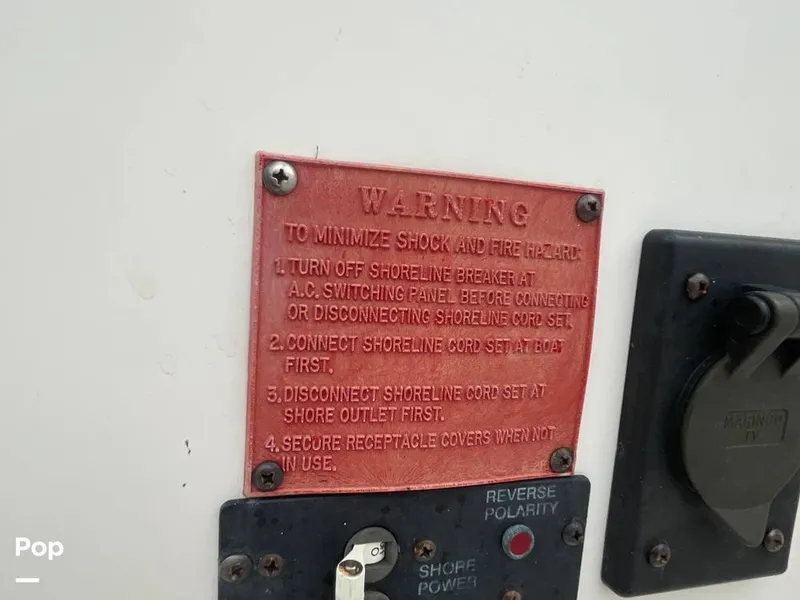 WARNING
TO MINIMIZE SHOCK AND FIRE HAZARD:
1. TURN OFF SHORELINE BREAKER AT
A.C. SWITCHING PANEL BEFORE CONNECTING
OR DISCONNECTING SHORELINE CORD SET.
2. CONNECT SHORELINE CORD SET AT BOAT
FIRST.
3. DISCONNECT SHORELINE CORD SET AT
SHORE OUTLET FIRST.
4. SECURE RECEPTACLE COVERS WHEN NOT
IN USE.
REVERSE
POLARITY
SHORE
POWER
MARINCO
TV
Pop